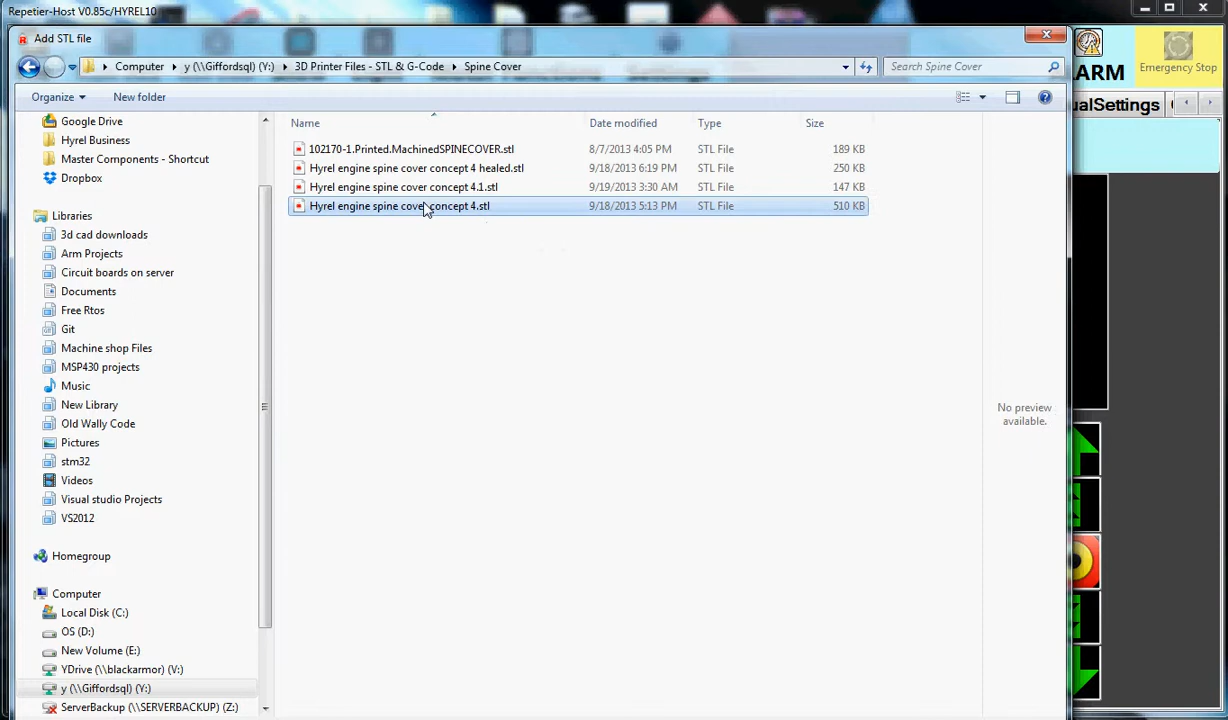 Repetier-Host V0.85c/HYREL10
Add STL file
Computer y (\\Giffordsql) (Y:) 3D Printer Files - STL & G-Code Spine Cover
Search Spine Cover
Organize New folder
Emergency Stop
ARM
ualSettings
Name Date modified Type Size
102170-1.Printed.MachinedSPINECOVER.stl 8/7/2013 4:05 PM STL File 189 KB
Hyrel engine spine cover concept 4 healed.stl 9/18/2013 6:19 PM STL File 250 KB
Hyrel engine spine cover concept 4.1.stl 9/19/2013 3:30 AM STL File 147 KB
Hyrel engine spine cover concept 4.stl 9/18/2013 5:13 PM STL File 510 KB
Google Drive
Hyrel Business
Master Components - Shortcut
Dropbox
Libraries
3d cad downloads
Arm Projects
Circuit boards on server
Documents
Free Rtos
Git
Machine shop Files
MSP430 projects
Music
New Library
Old Wally Code
Pictures
stm32
Videos
Visual studio Projects
VS2012
Homegroup
Computer
Local Disk (C:)
OS (D:)
New Volume (E:)
YDrive (\\blackarmor) (V:)
y (\\Giffordsql) (Y:)
ServerBackup (\\SERVERBACKUP) (Z:)
No preview
available.